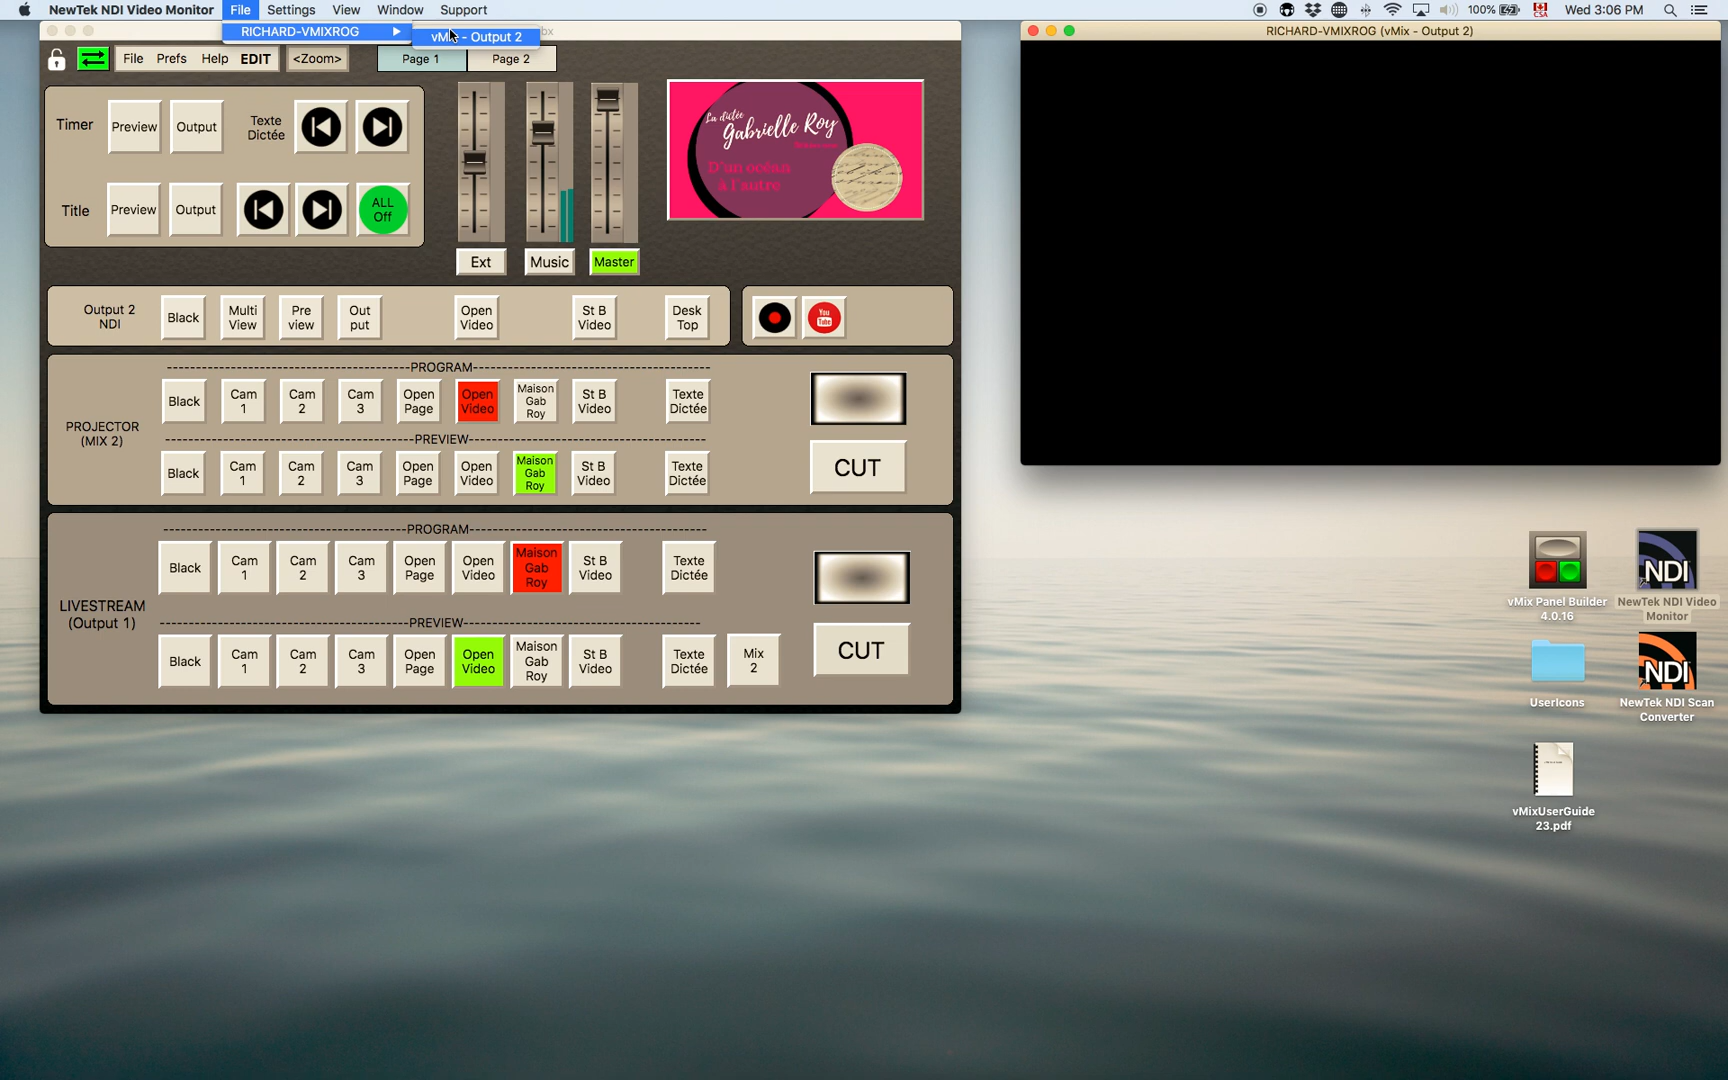 NewTek NDI Video Monitor File Settings View Window Support 100% CSA Wed 3:06 PM
RICHARD-VMIXROG
vMix - Output 2
bx
RICHARD-VMIXROG (vMix - Output 2)
File Prefs Help EDIT <Zoom> Page 1 Page 2
Timer Preview Output Texte
Dictée
Title Preview Output ALL
Off
Ext Music Master
La dictée
Gabrielle Roy
D'un océan
à l'autre
Output 2
NDI
Black
Multi
View
Pre
view
Out
put
Open
Video
St B
Video
Desk
Top
You
Tube
PROJECTOR
(MIX 2)
PROGRAM
Black
Cam
1
Cam
2
Cam
3
Open
Page
Open
Video
Maison
Gab
Roy
St B
Video
Texte
Dictée
PREVIEW
Black
Cam
1
Cam
2
Cam
3
Open
Page
Open
Video
Maison
Gab
Roy
St B
Video
Texte
Dictée
CUT
LIVESTREAM
(Output 1)
PROGRAM
Black
Cam
1
Cam
2
Cam
3
Open
Page
Open
Video
Maison
Gab
Roy
St B
Video
Texte
Dictée
PREVIEW
Black
Cam
1
Cam
2
Cam
3
Open
Page
Open
Video
Maison
Gab
Roy
St B
Video
Texte
Dictée
Mix
2
CUT
vMix Panel Builder
4.0.16
NDI
NewTek NDI Video
Monitor
UserIcons
NDI
NewTek NDI Scan
Converter
vMixUserGuide
23.pdf